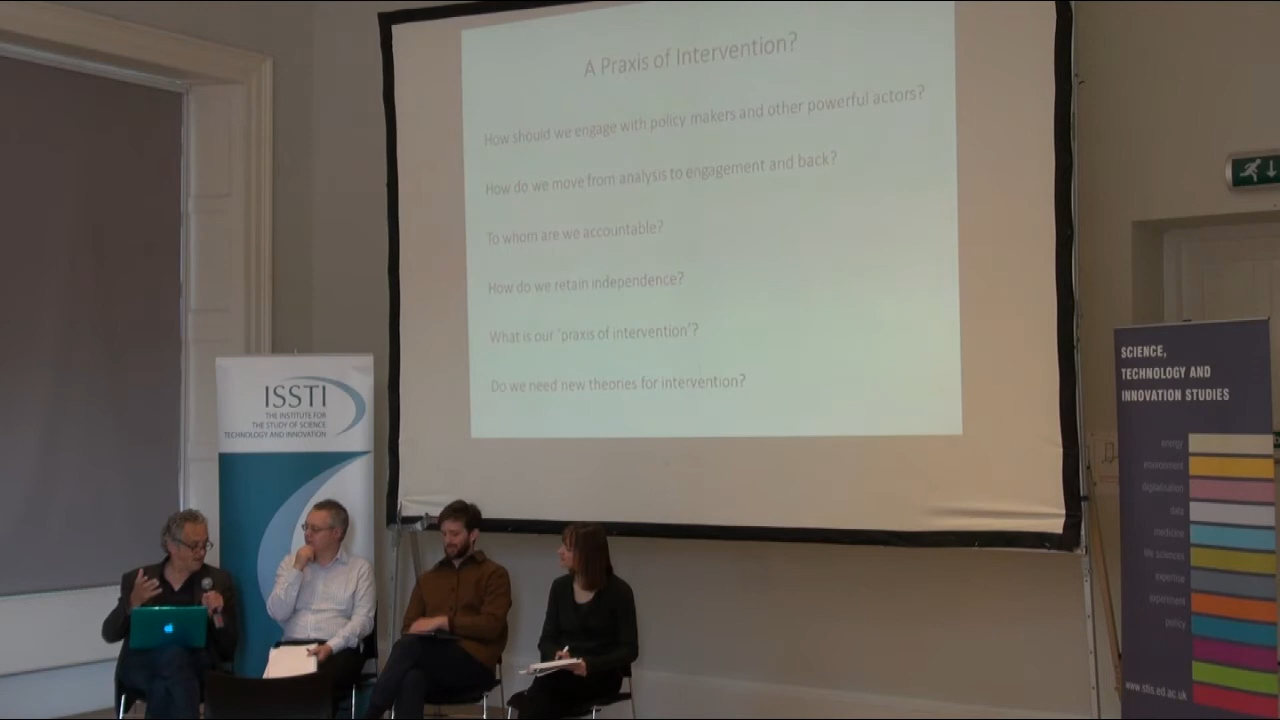 A Praxis of Intervention?
How should we engage with policy makers and other powerful actors?
How do we move from analysis to engagement and back?
To whom are we accountable?
How do we retain independence?
What is our 'praxis of intervention'?
Do we need new theories for intervention?
ISSTI
THE INSTITUTE FOR
THE STUDY OF SCIENCE
TECHNOLOGY AND INNOVATION
SCIENCE,
TECHNOLOGY AND
INNOVATION STUDIES
energy
environment
digitalisation
data
medicine
life sciences
expertise
experiment
policy
www.stis.ed.ac.uk